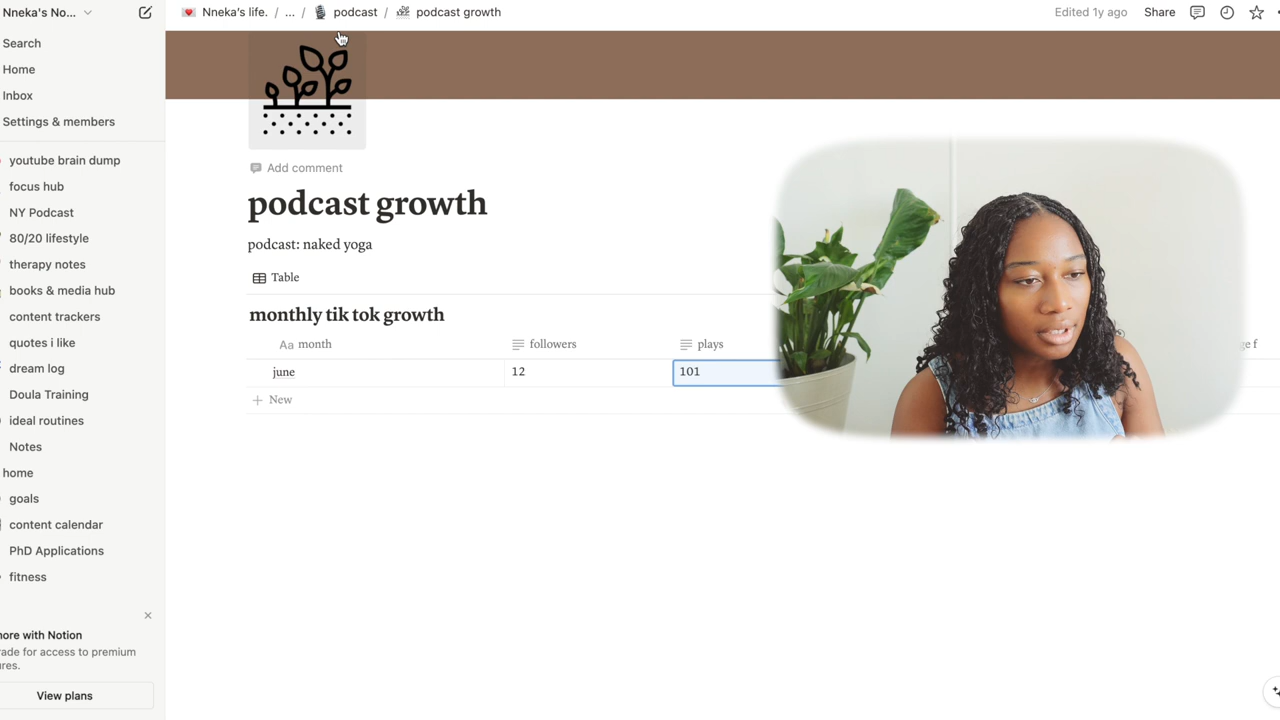 Nneka's No...
Nneka's life. / ... / podcast / podcast growth
Edited 1y ago
Share
Search
Home
Inbox
Settings & members
youtube brain dump
focus hub
NY Podcast
80/20 lifestyle
therapy notes
books & media hub
content trackers
quotes i like
dream log
Doula Training
ideal routines
Notes
home
goals
content calendar
PhD Applications
fitness
ore with Notion
rade for access to premium
res.
View plans
Add comment
podcast growth
podcast: naked yoga
Table
monthly tik tok growth
Aa month followers plays ge f
june 12 101
+ New